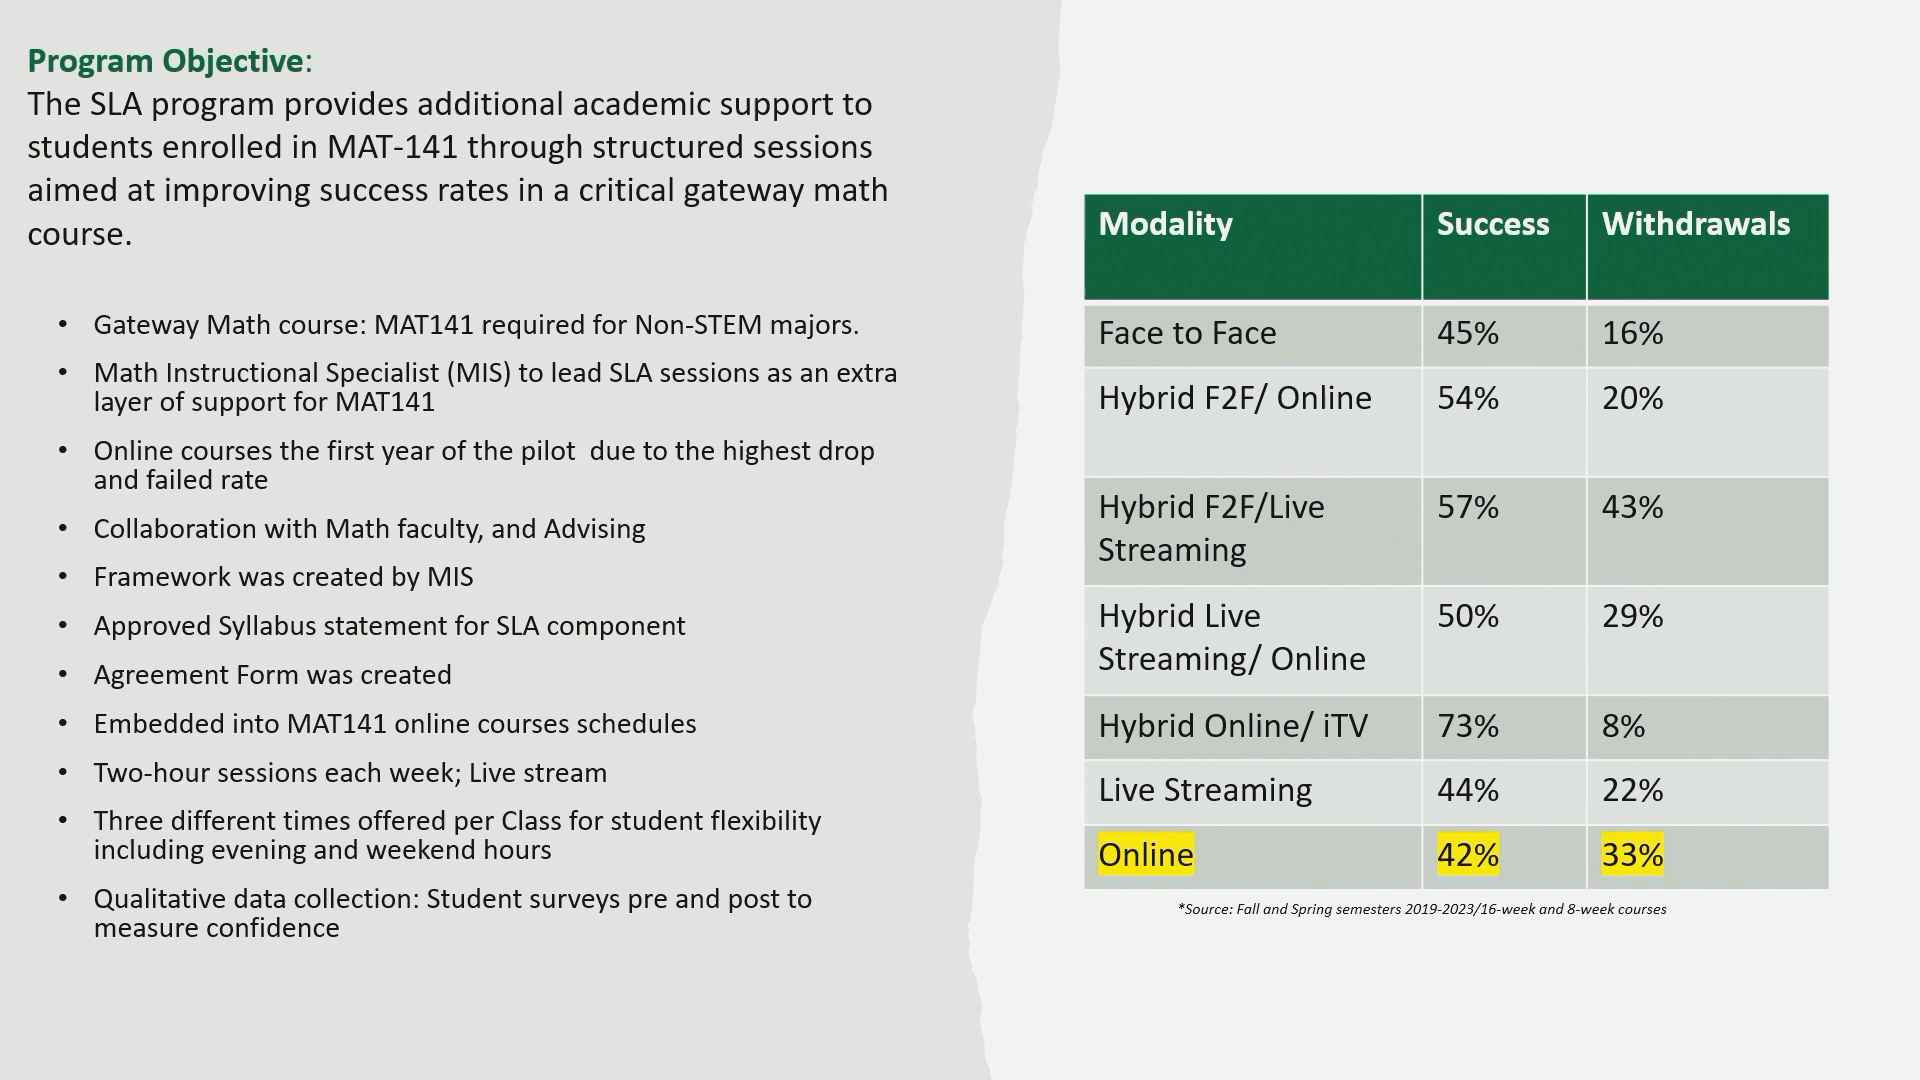 Program Objective:
The SLA program provides additional academic support to
students enrolled in MAT-141 through structured sessions
aimed at improving success rates in a critical gateway math
course.
• Gateway Math course: MAT141 required for Non-STEM majors.
• Math Instructional Specialist (MIS) to lead SLA sessions as an extra
layer of support for MAT141
• Online courses the first year of the pilot  due to the highest drop
and failed rate
• Collaboration with Math faculty, and Advising
• Framework was created by MIS
• Approved Syllabus statement for SLA component
• Agreement Form was created
• Embedded into MAT141 online courses schedules
• Two-hour sessions each week; Live stream
• Three different times offered per Class for student flexibility
including evening and weekend hours
• Qualitative data collection: Student surveys pre and post to
measure confidence
Modality Success Withdrawals
Face to Face 45% 16%
Hybrid F2F/ Online 54% 20%
Hybrid F2F/Live 57% 43%
Streaming
Hybrid Live 50% 29%
Streaming/ Online
Hybrid Online/ iTV 73% 8%
Live Streaming 44% 22%
Online 42% 33%
*Source: Fall and Spring semesters 2019-2023/16-week and 8-week courses